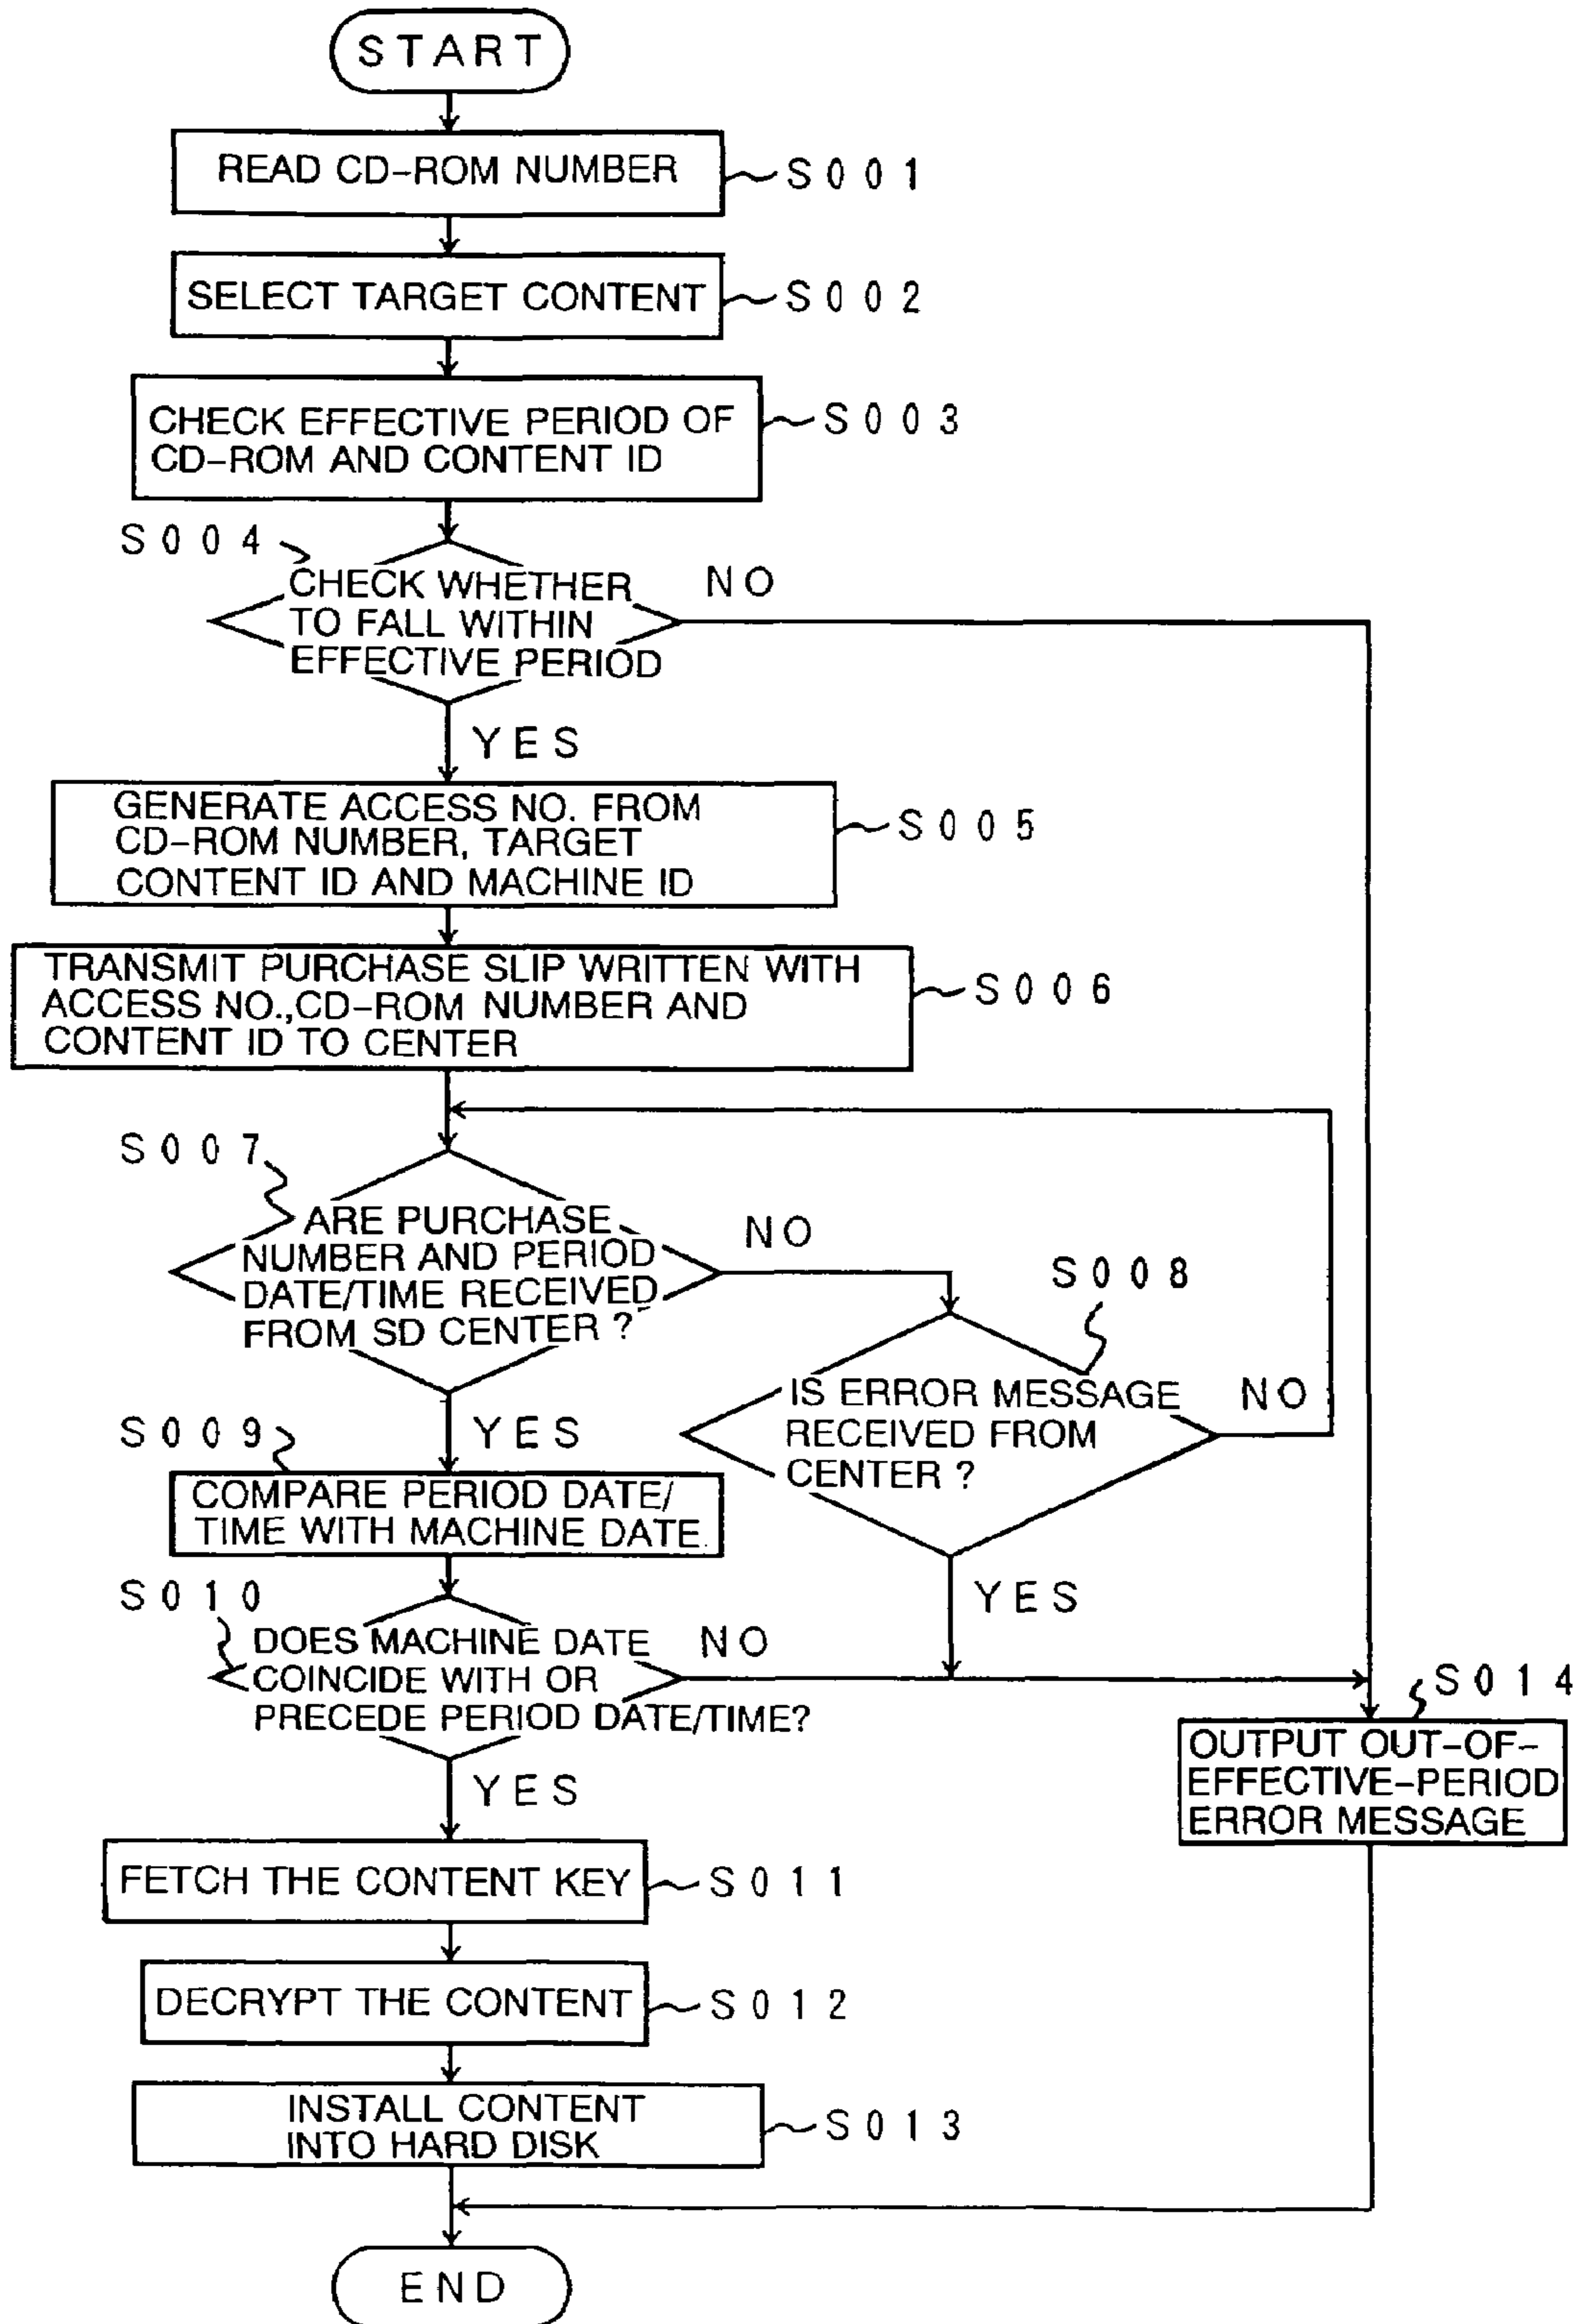 START
READ CD-ROM NUMBER
S001
SELECT TARGET CONTENT
S002
CHECK EFFECTIVE PERIOD OF
CD-ROM AND CONTENT ID
S003
S004
CHECK WHETHER
TO FALL WITHIN
EFFECTIVE PERIOD
NO
YES
GENERATE ACCESS NO. FROM
CD-ROM NUMBER, TARGET
CONTENT ID AND MACHINE ID
S005
TRANSMIT PURCHASE SLIP WRITTEN WITH
ACCESS NO.,CD-ROM NUMBER AND
CONTENT ID TO CENTER
S006
S007
ARE PURCHASE
NUMBER AND PERIOD
DATE/TIME RECEIVED
FROM SD CENTER ?
NO
YES
S008
IS ERROR MESSAGE
RECEIVED FROM
CENTER ?
NO
YES
S009
COMPARE PERIOD DATE/
TIME WITH MACHINE DATE
S010
DOES MACHINE DATE
COINCIDE WITH OR
PRECEDE PERIOD DATE/TIME?
NO
YES
S014
OUTPUT OUT-OF-
EFFECTIVE-PERIOD
ERROR MESSAGE
FETCH THE CONTENT KEY
S011
DECRYPT THE CONTENT
S012
INSTALL CONTENT
INTO HARD DISK
S013
END